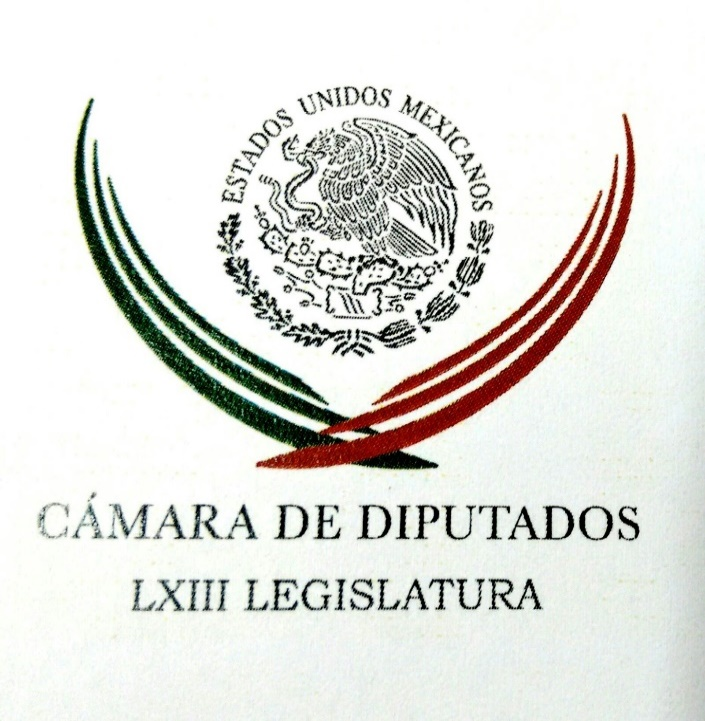 ESTADOS UNIDOS MEXICANOS
CÁMARA DE DIPUTADOS
LXIII LEGISLATURA